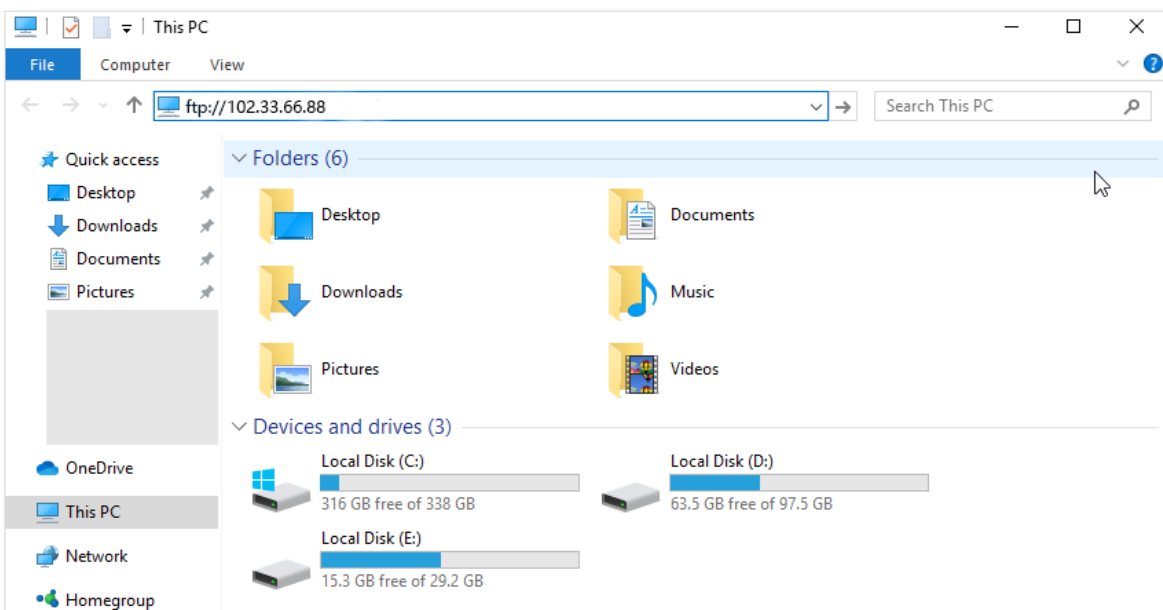 This PC
File Computer View
ftp://102.33.66.88 Search This PC
Quick access
Desktop
Downloads
Documents
Pictures
OneDrive
This PC
Network
Homegroup
Folders (6)
Desktop Documents
Downloads Music
Pictures Videos
Devices and drives (3)
Local Disk (C:) Local Disk (D:)
316 GB free of 338 GB 63.5 GB free of 97.5 GB
Local Disk (E:)
15.3 GB free of 29.2 GB